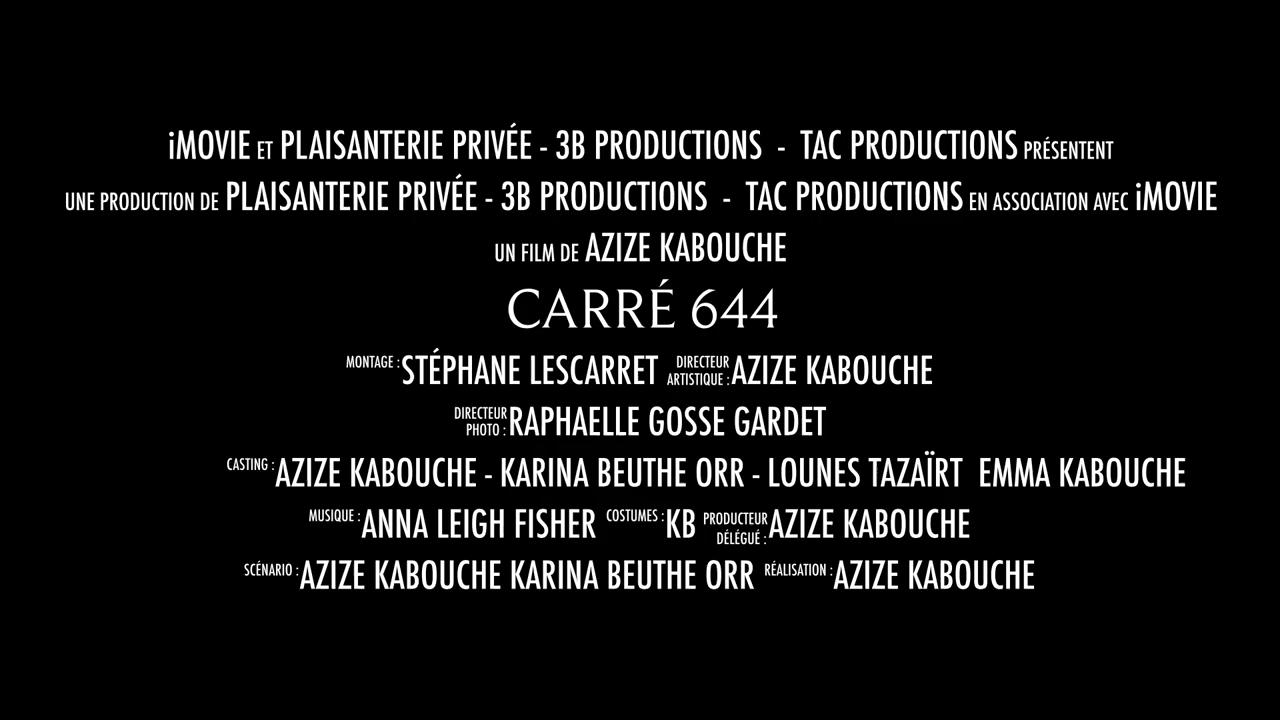 iMOVIE ET PLAISANTERIE PRIVÉE - 3B PRODUCTIONS - TAC PRODUCTIONS PRÉSENTENT
UNE PRODUCTION DE PLAISANTERIE PRIVÉE - 3B PRODUCTIONS - TAC PRODUCTIONS EN ASSOCIATION AVEC iMOVIE
UN FILM DE AZIZE KABOUCHE
CARRÉ 644
MONTAGE : STÉPHANE LESCARRET DIRECTEUR ARTISTIQUE : AZIZE KABOUCHE
DIRECTEUR PHOTO : RAPHAELLE GOSSE GARDET
CASTING : AZIZE KABOUCHE - KARINA BEUTHE ORR - LOUNES TAZAÏRT EMMA KABOUCHE
MUSIQUE : ANNA LEIGH FISHER COSTUMES : KB PRODUCTEUR DÉLÉGUÉ : AZIZE KABOUCHE
SCÉNARIO : AZIZE KABOUCHE KARINA BEUTHE ORR RÉALISATION : AZIZE KABOUCHE